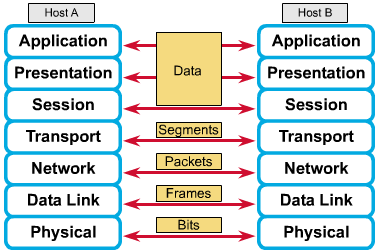 Host A
Host B
Application
Application
Presentation
Data
Presentation
Session
Session
Transport
Segments
Transport
Network
Packets
Network
Data Link
Frames
Data Link
Physical
Bits
Physical